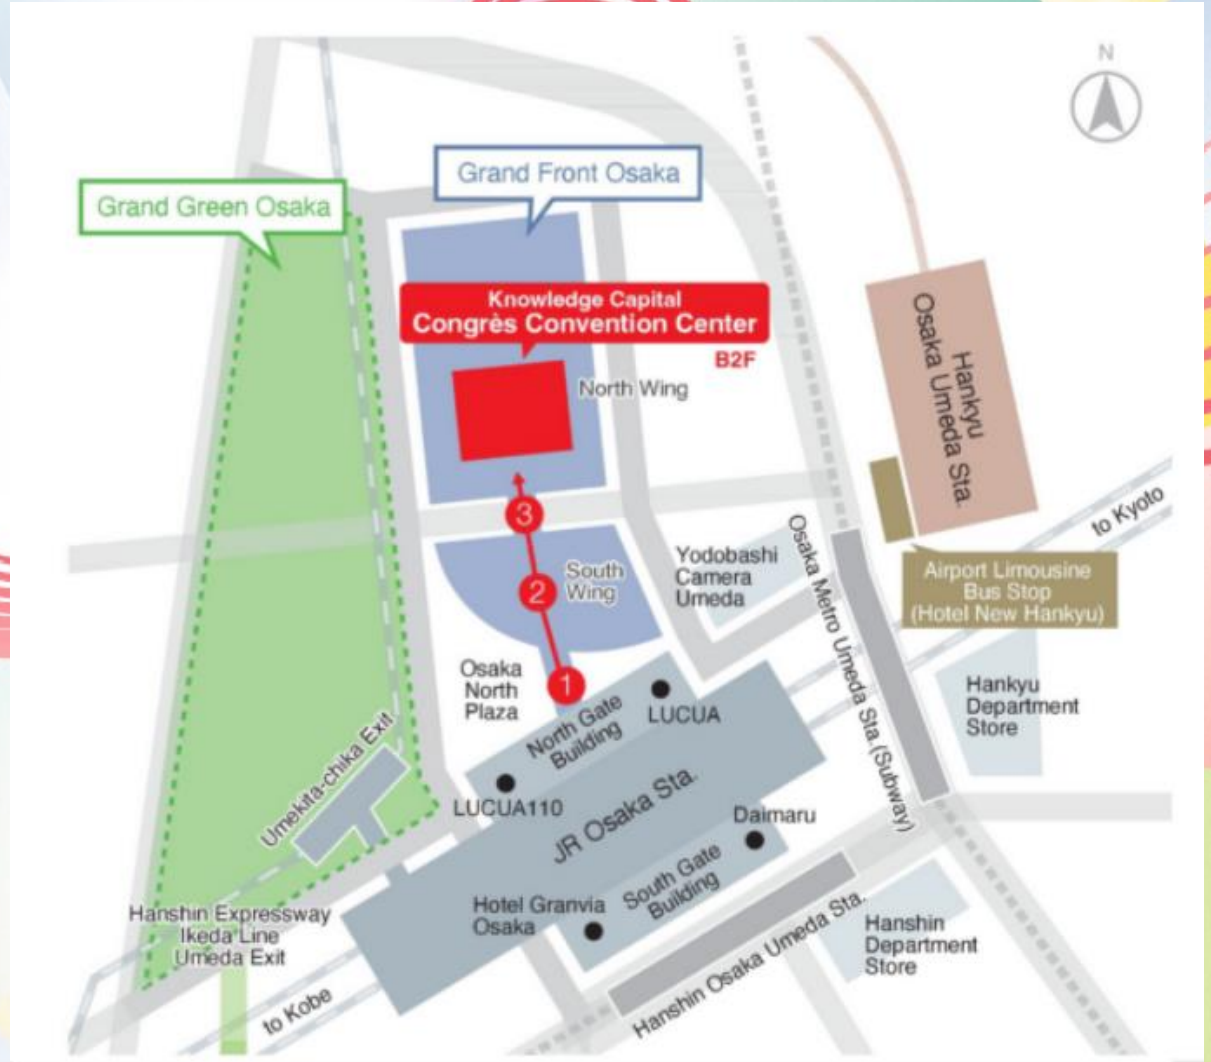 N
Grand Front Osaka
Grand Green Osaka
Knowledge Capital
Congrès Convention Center
B2F
North Wing
Hankyu
Osaka Umeda Sta.
to Kyoto
3
Airport Limousine
Bus Stop
(Hotel New Hankyu)
Yodobashi
Camera
Umeda
Osaka Metro Umeda Sta.(Subway)
South
Wing
2
Osaka
North
Plaza
1
North Gate
Building
LUCUA
Hankyu
Department
Store
Umekita-chika Exit
LUCUA110
JR Osaka Sta.
Daimaru
South Gate
Building
Hotel Granvia
Osaka
Hanshin Expressway
Ikeda Line
Umeda Exit
Hanshin Osaka Umeda Sta.
Hanshin
Department
Store
to Kobe